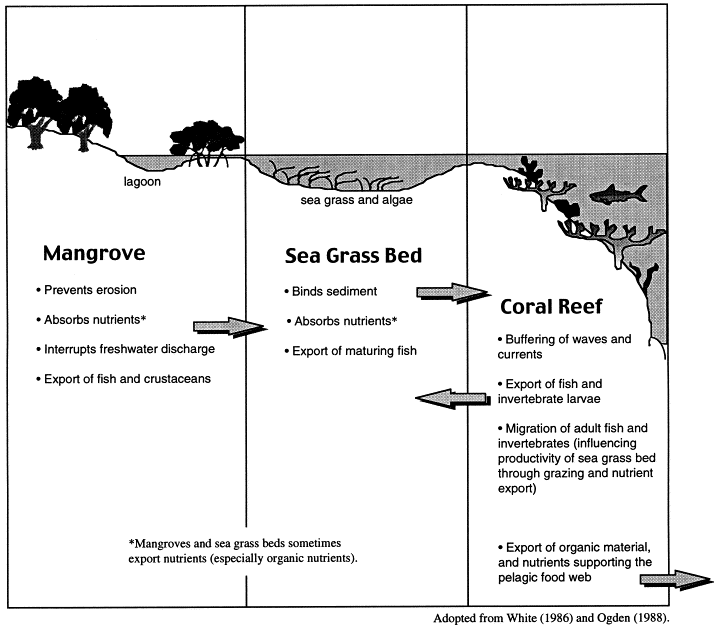 lagoon
sea grass and algae
Mangrove
• Prevents erosion
• Absorbs nutrients*
• Interrupts freshwater discharge
• Export of fish and crustaceans
Sea Grass Bed
• Binds sediment
• Absorbs nutrients*
• Export of maturing fish
Coral Reef
• Buffering of waves and
currents
• Export of fish and
invertebrate larvae
• Migration of adult fish and
invertebrates (influencing
productivity of sea grass bed
through grazing and nutrient
export)
• Export of organic material,
and nutrients supporting the
pelagic food web
*Mangroves and sea grass beds sometimes
export nutrients (especially organic nutrients).
Adopted from White (1986) and Ogden (1988).